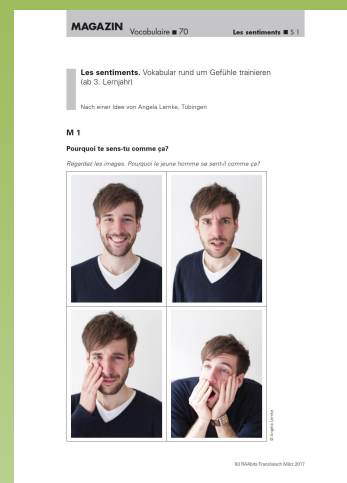 MAGAZIN Vocabulaire ■ 70 Les sentiments ■ S 1
Les sentiments. Vokabular rund um Gefühle trainieren
(ab 3. Lernjahr)
Nach einer Idee von Angela Lemke, Tübingen
M 1
Pourquoi te sens-tu comme ça?
Regardez les images. Pourquoi le jeune homme se sent-il comme ça?
© Angela Lemke
93 RAAbits Französisch März 2017